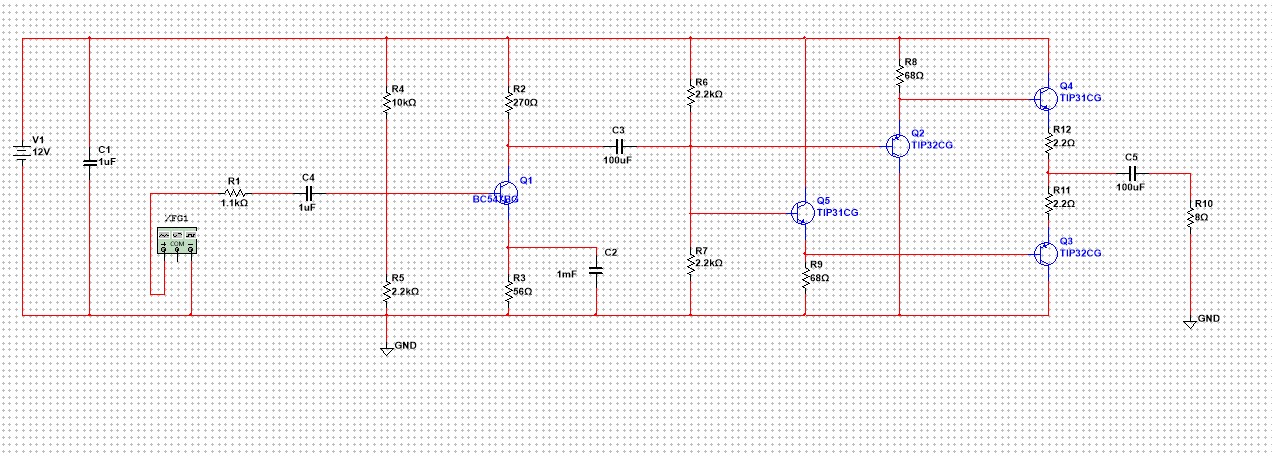 V1
12V
C1
1uF
XFG1
COM
R1
1.1kΩ
C4
1uF
R4
10kΩ
R5
2.2kΩ
GND
R2
270Ω
Q1
BC547BG
R3
56Ω
C2
1mF
C3
100uF
R6
2.2kΩ
R7
2.2kΩ
Q5
TIP31CG
R9
68Ω
R8
68Ω
Q2
TIP32CG
Q4
TIP31CG
R12
2.2Ω
R11
2.2Ω
Q3
TIP32CG
C5
100uF
R10
8Ω
GND